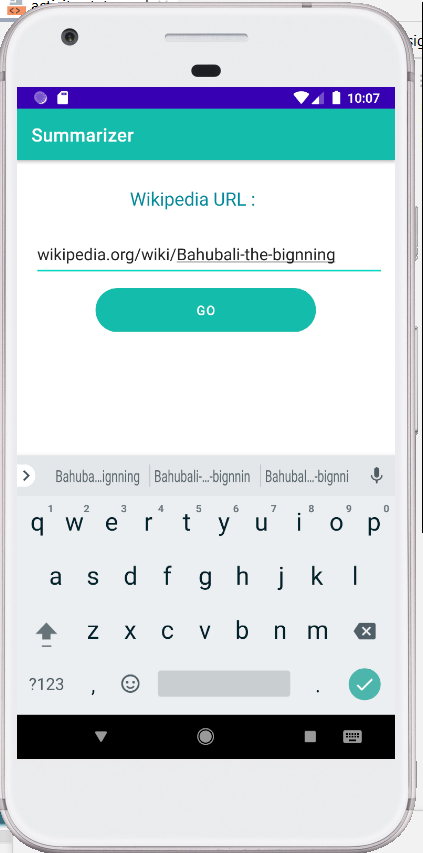 10:07
Summarizer
Wikipedia URL :
wikipedia.org/wiki/Bahubali-the-bignning
GO
Bahuba...ignning Bahubali-...-bignnin Bahubal...-bignni
1 2 3 4 5 6 7 8 9 0
q w e r t y u i o p
a s d f g h j k l
z x c v b n m
?123 , .